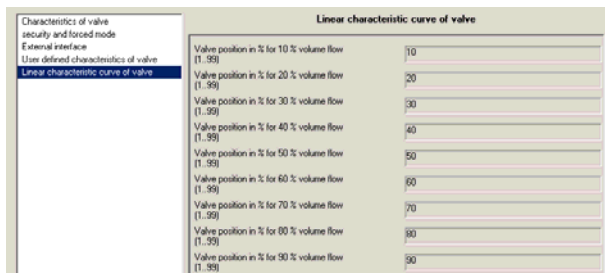 Characteristics of valve
security and forced mode
External interface
User defined characteristics of valve
Linear characteristic curve of valve
Linear characteristic curve of valve
Valve position in % for 10 % volume flow
(1..99)
10
Valve position in % for 20 % volume flow
(1..99)
20
Valve position in % for 30 % volume flow
(1..99)
30
Valve position in % for 40 % volume flow
(1..99)
40
Valve position in % for 50 % volume flow
(1..99)
50
Valve position in % for 60 % volume flow
(1..99)
60
Valve position in % for 70 % volume flow
(1..99)
70
Valve position in % for 80 % volume flow
(1..99)
80
Valve position in % for 90 % volume flow
(1..99)
90